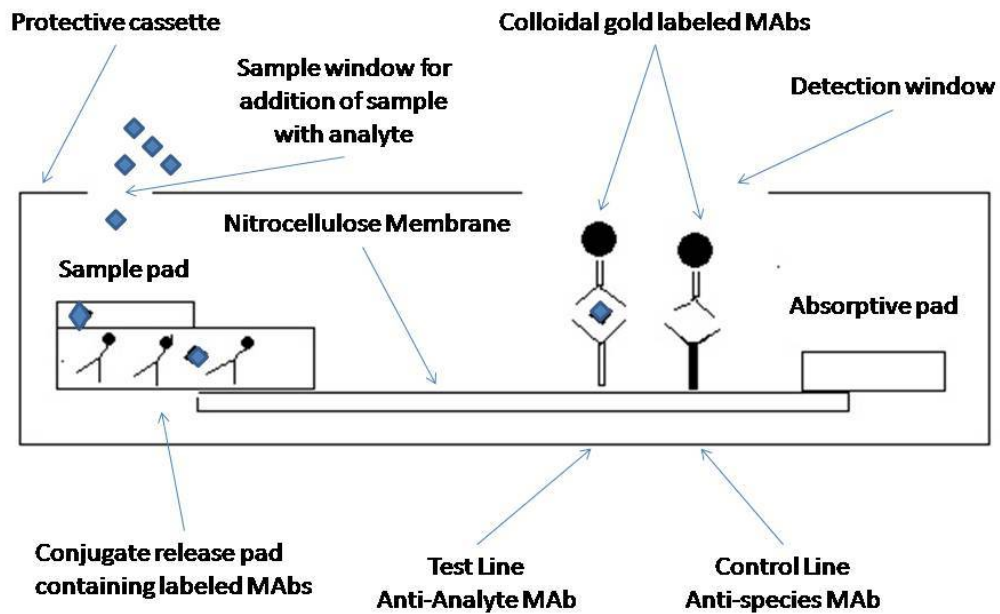 Protective cassette
Colloidal gold labeled MAbs
Sample window for
addition of sample
with analyte
Detection window
Nitrocellulose Membrane
Sample pad
Absorptive pad
Conjugate release pad
containing labeled MAbs
Test Line
Anti-Analyte MAb
Control Line
Anti-species MAb